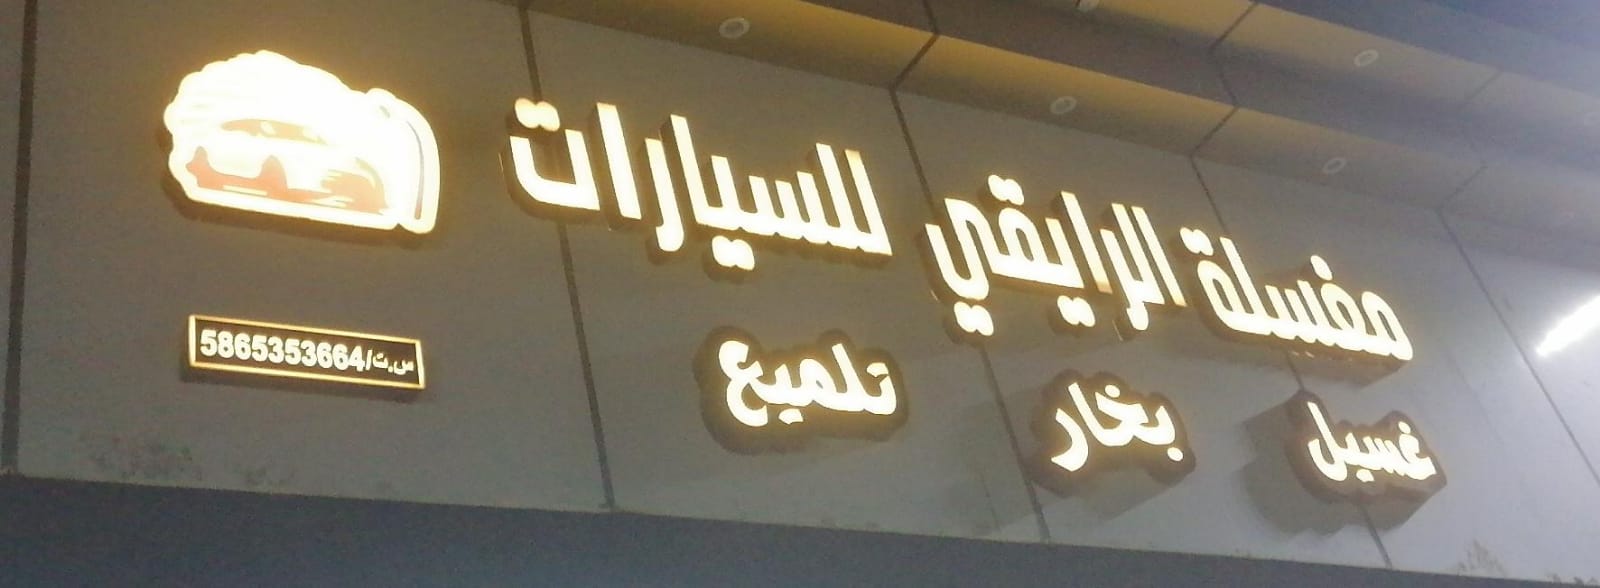 مغسلة الرايقي للسيارات
غسيل بخار تلميع
س.ت/5865353664